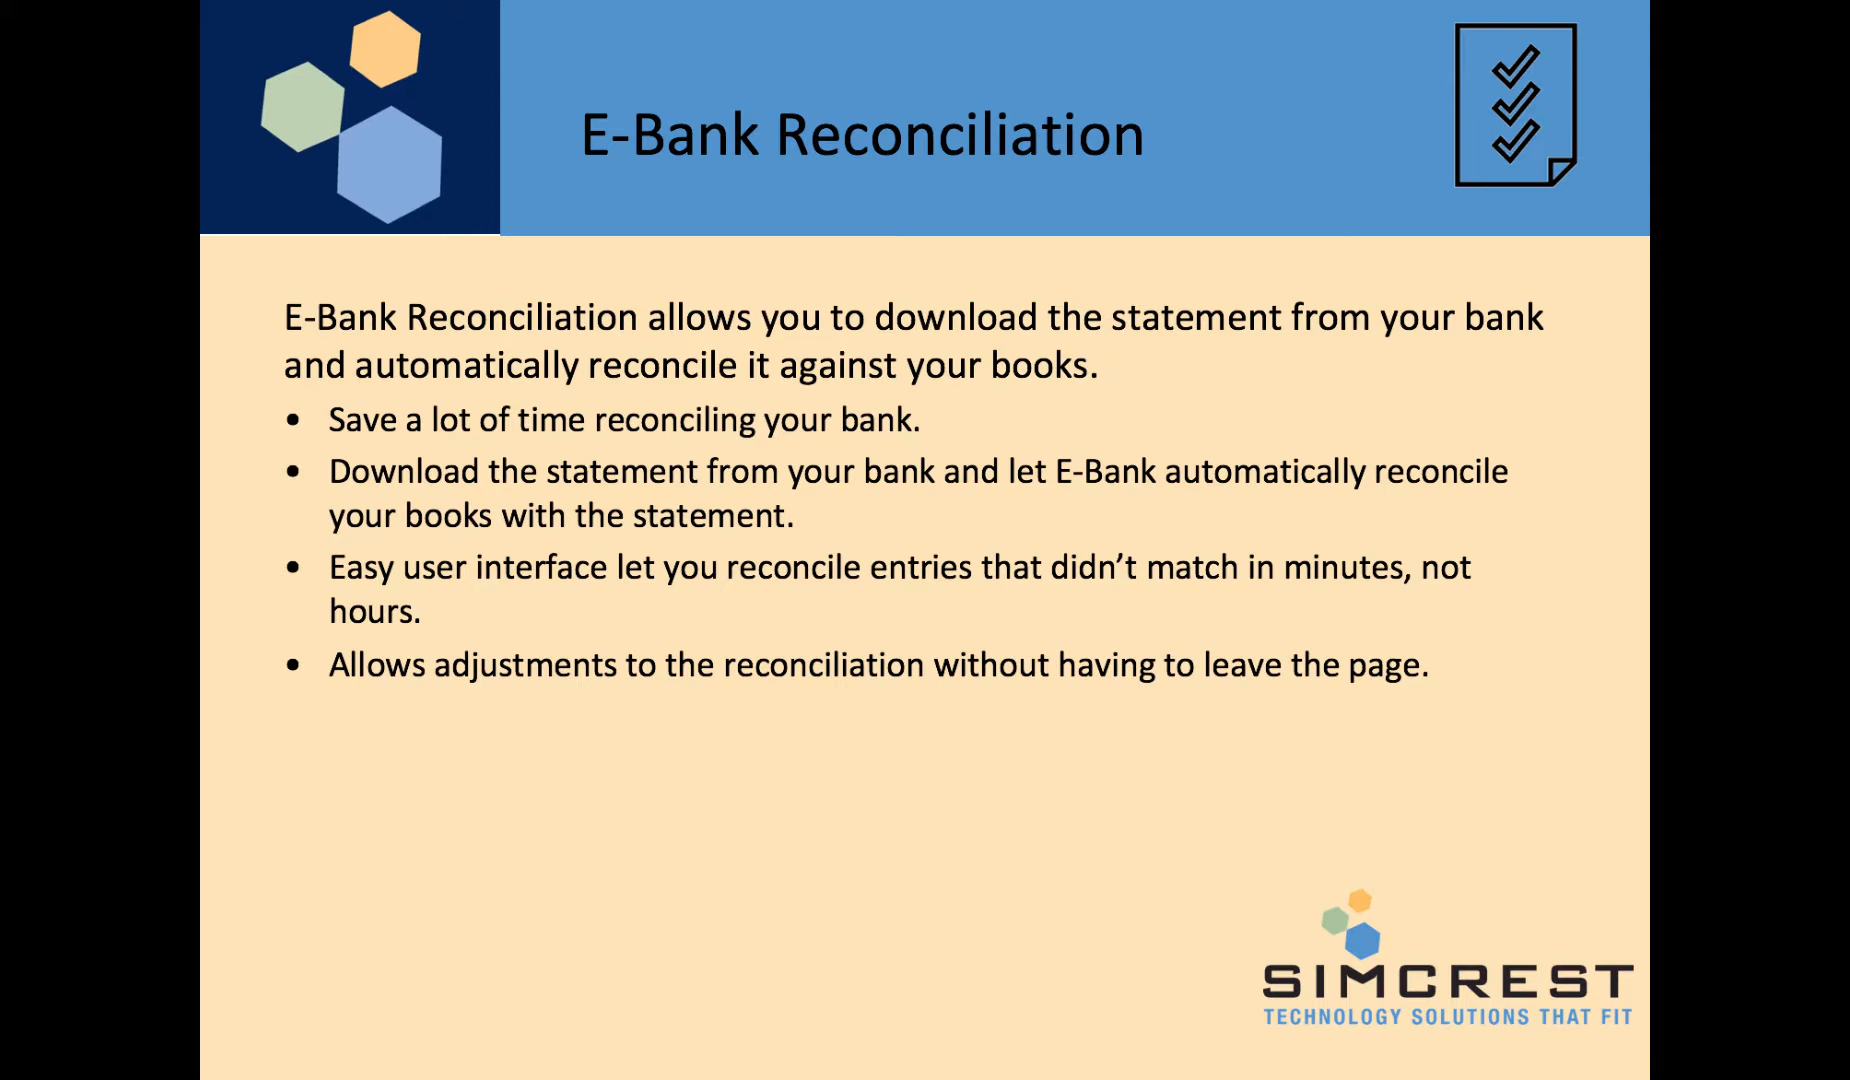 E-Bank Reconciliation
E-Bank Reconciliation allows you to download the statement from your bank
and automatically reconcile it against your books.
• Save a lot of time reconciling your bank.
• Download the statement from your bank and let E-Bank automatically reconcile
your books with the statement.
• Easy user interface let you reconcile entries that didn’t match in minutes, not
hours.
• Allows adjustments to the reconciliation without having to leave the page.
SIMCREST
TECHNOLOGY SOLUTIONS THAT FIT